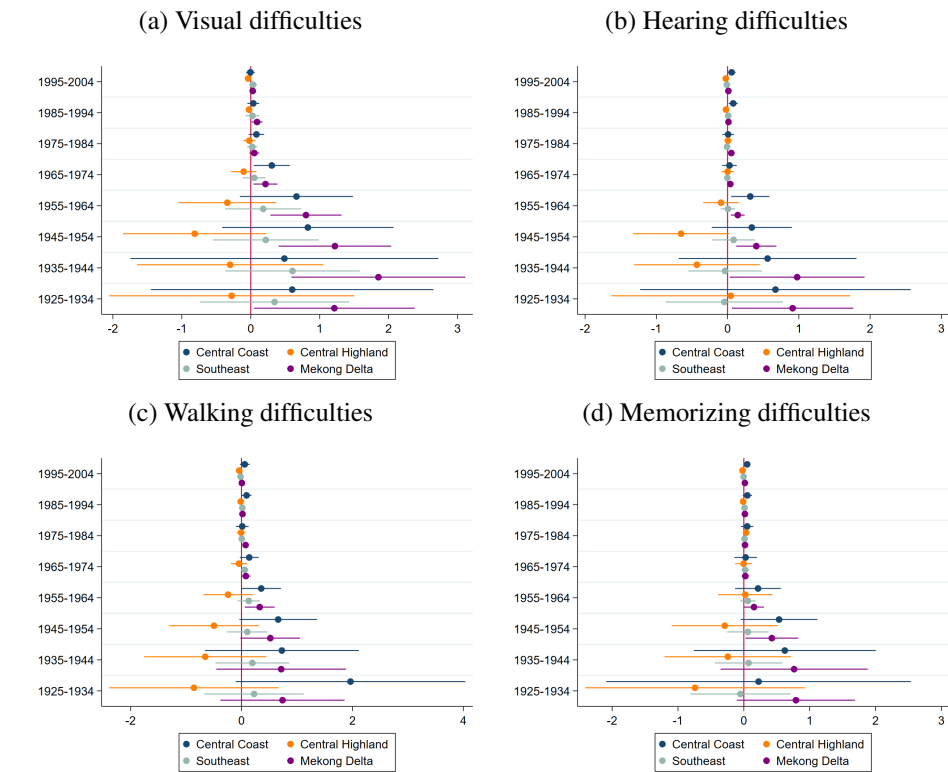 (a) Visual difficulties
1995-2004
1985-1994
1975-1984
1965-1974
1955-1964
1945-1954
1935-1944
1925-1934
-2 -1 0 1 2 3
Central Coast Central Highland
Southeast Mekong Delta
(b) Hearing difficulties
1995-2004
1985-1994
1975-1984
1965-1974
1955-1964
1945-1954
1935-1944
1925-1934
-2 -1 0 1 2 3
Central Coast Central Highland
Southeast Mekong Delta
(c) Walking difficulties
1995-2004
1985-1994
1975-1984
1965-1974
1955-1964
1945-1954
1935-1944
1925-1934
-2 0 2 4
Central Coast Central Highland
Southeast Mekong Delta
(d) Memorizing difficulties
1995-2004
1985-1994
1975-1984
1965-1974
1955-1964
1945-1954
1935-1944
1925-1934
-2 -1 0 1 2 3
Central Coast Central Highland
Southeast Mekong Delta